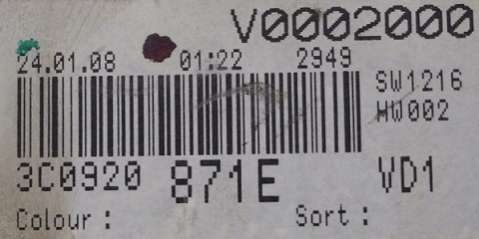 V0002000
24.01.08 01:22 2949
SW1216
HW002
3C0920 871E VD1
Colour : Sort :